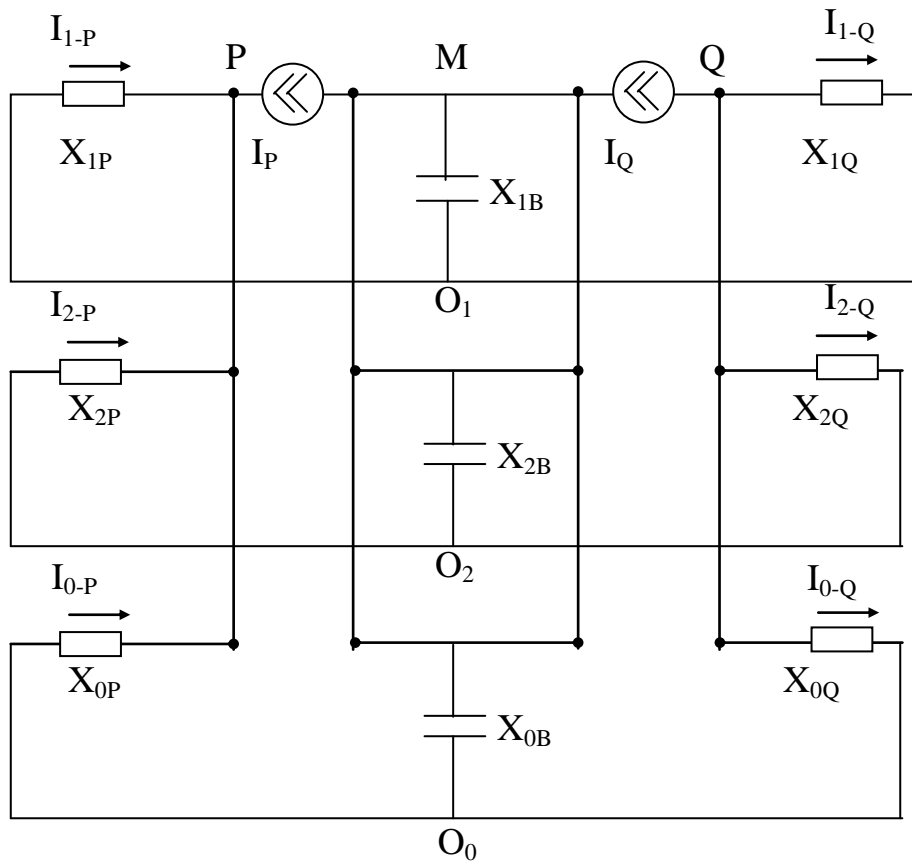 I1-P
I1-Q
P
M
Q
X1P
IP
IQ
X1Q
X1B
O1
I2-P
I2-Q
X2P
X2Q
X2B
O2
I0-P
I0-Q
X0P
X0Q
X0B
O0